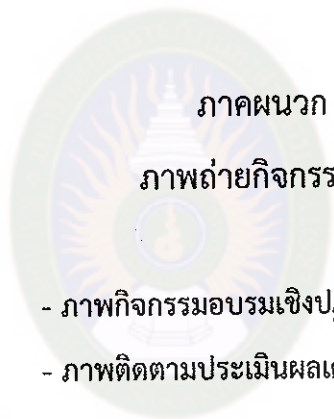 ภาคผนวก
ภาพถ่ายกิจกรร
- ภาพกิจกรรมอบรมเชิงป
- ภาพติดตามประเมินผล